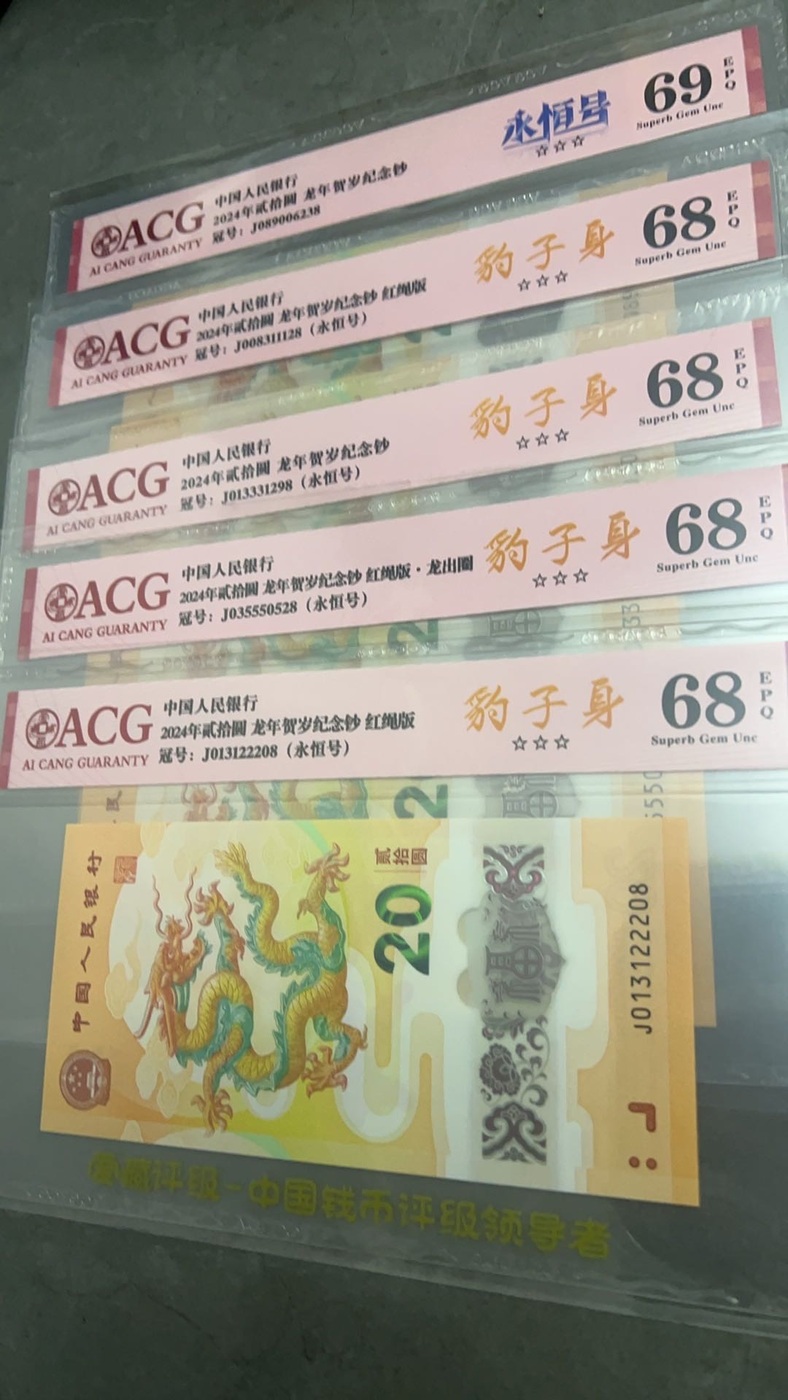 ACG
AI CANG GUARANTY
中国人民银行
2024年贰拾圆 龙年贺岁纪念钞
冠号：J089006238
永恒号
☆☆☆
69
EPQ
Superb Gem Unc
ACG
AI CANG GUARANTY
中国人民银行
2024年贰拾圆 龙年贺岁纪念钞 红绳版
冠号：J008311128（永恒号）
豹子身
☆☆☆
68
EPQ
Superb Gem Unc
ACG
AI CANG GUARANTY
中国人民银行
2024年贰拾圆 龙年贺岁纪念钞
冠号：J013331298（永恒号）
豹子身
☆☆☆
68
EPQ
Superb Gem Unc
ACG
AI CANG GUARANTY
中国人民银行
2024年贰拾圆 龙年贺岁纪念钞 红绳版·龙出圈
冠号：J035550528（永恒号）
豹子身
☆☆☆
68
EPQ
Superb Gem Unc
ACG
AI CANG GUARANTY
中国人民银行
2024年贰拾圆 龙年贺岁纪念钞 红绳版
冠号：J013122208（永恒号）
豹子身
☆☆☆
68
EPQ
Superb Gem Unc
中国人民银行
贰拾圆
20
J013122208
评级-中国钱币评级领导者